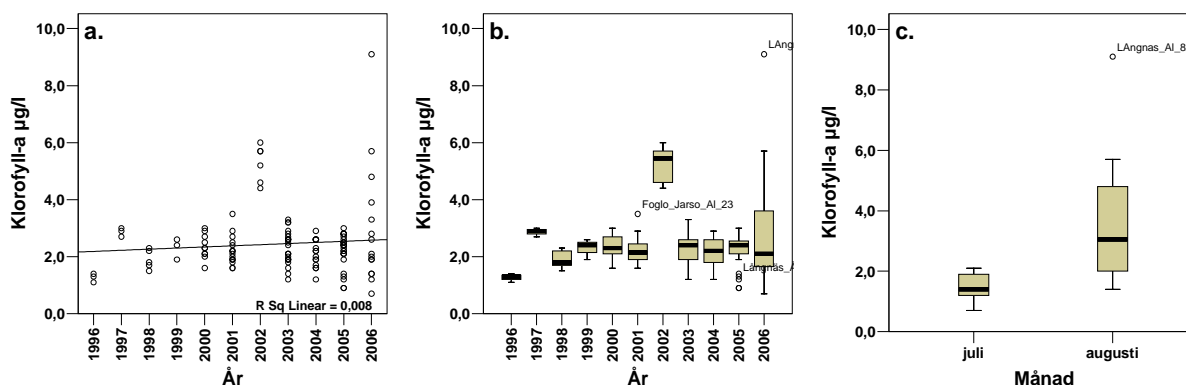 a.
10,0
8,0
6,0
4,0
2,0
0,0
Klorofyll-a µg/l
R Sq Linear = 0,008
1996
1997
1998
1999
2000
2001
2002
2003
2004
2005
2006
År
b.
10,0
8,0
6,0
4,0
2,0
0,0
Klorofyll-a µg/l
LAng
Foglo_Jarso_Al_23
Långnäs_A
1996
1997
1998
1999
2000
2001
2002
2003
2004
2005
2006
År
c.
10,0
8,0
6,0
4,0
2,0
0,0
Klorofyll-a µg/l
LAngnas_Al_8
juli
augusti
Månad